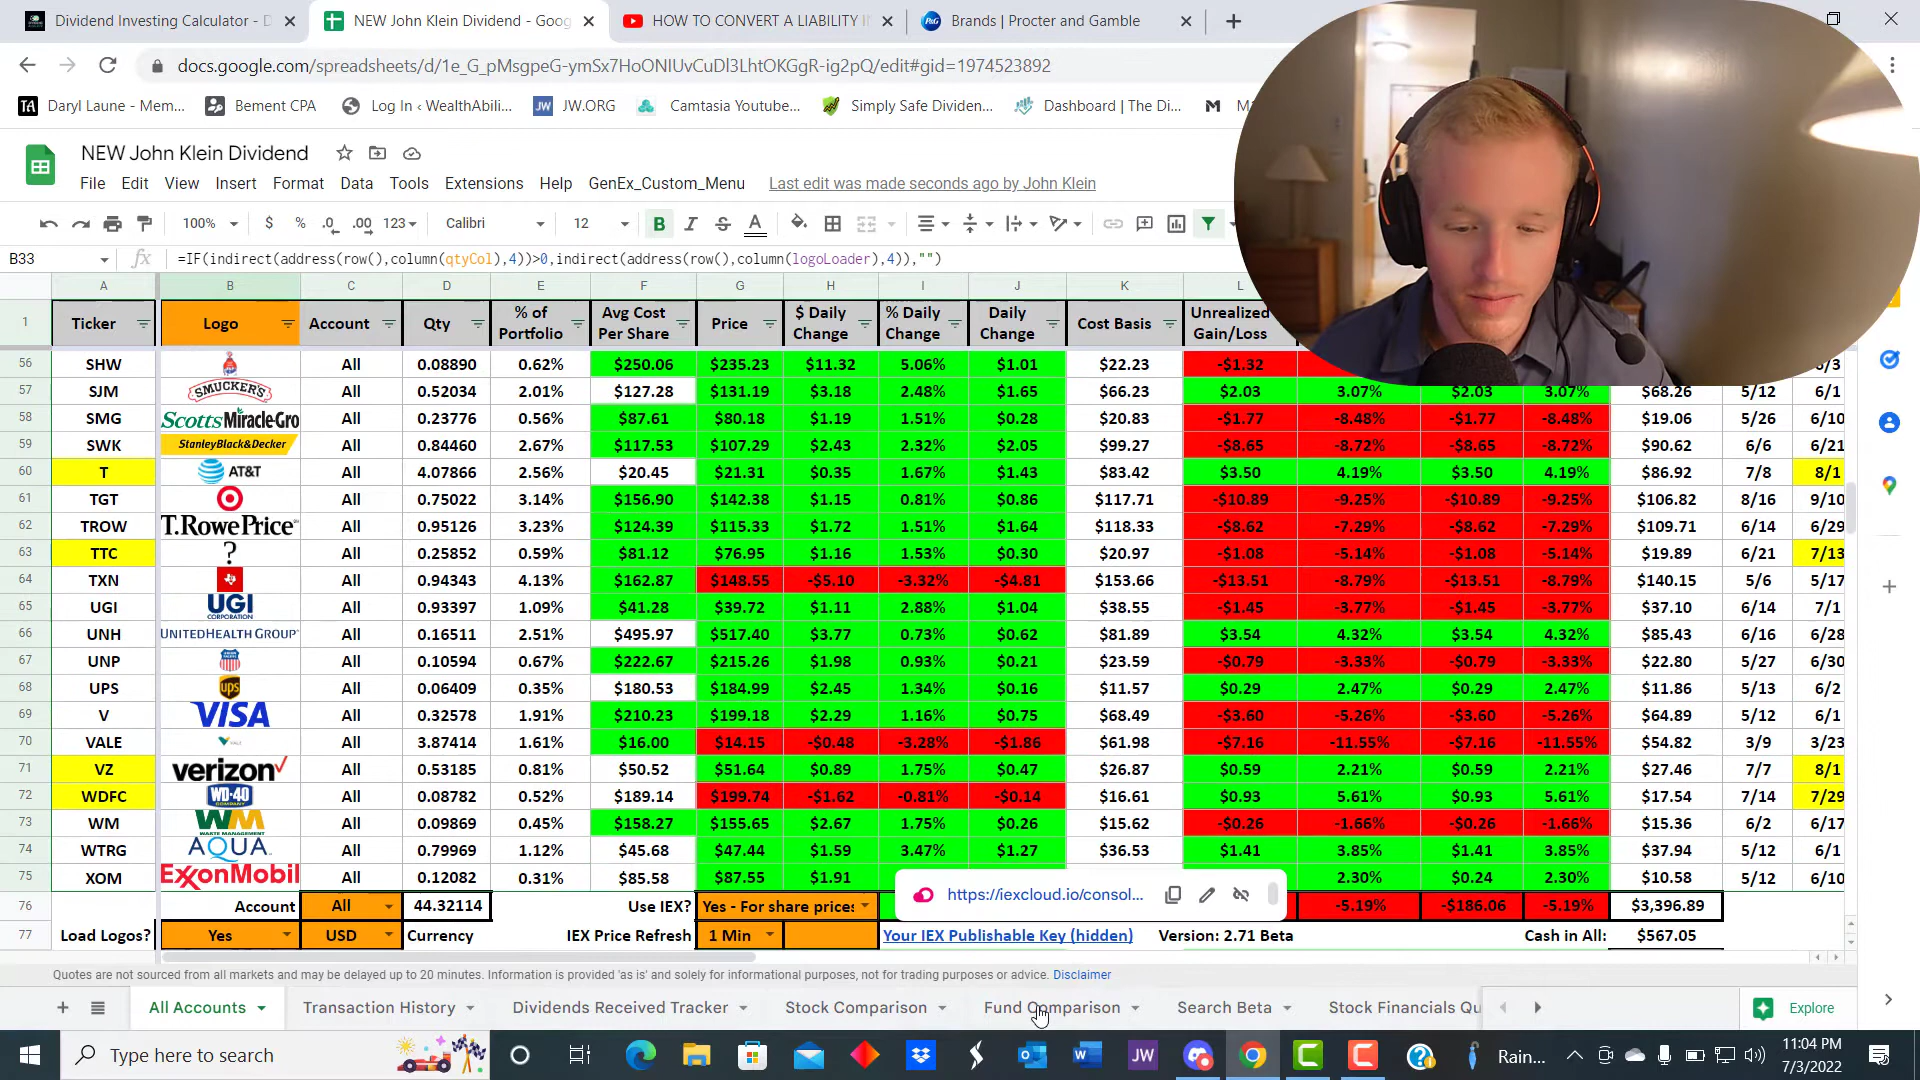 Dividend Investing Calculator - D
NEW John Klein Dividend - Goog
HOW TO CONVERT A LIABILITY I
Brands | Procter and Gamble
docs.google.com/spreadsheets/d/1e_G_pMsgpeG-ymSx7HoONIUvCuDl3LhtOKGgR-ig2pQ/edit#gid=1974523892
Daryl Laune - Mem... Bement CPA Log In ‹ WealthAbili... JW.ORG Camtasia Youtube... Simply Safe Dividen... Dashboard | The Di...
NEW John Klein Dividend
File Edit View Insert Format Data Tools Extensions Help GenEx_Custom_Menu Last edit was made seconds ago by John Klein
100% $ % .0 .00 123 Calibri 12 B I S A
B33 fx =IF(indirect(address(row(),column(qtyCol),4))>0,indirect(address(row(),column(logoLoader),4)),"")
A B C D E F G H I J K L
1 Ticker Logo Account Qty % of Portfolio Avg Cost Per Share Price $ Daily Change % Daily Change Daily Change Cost Basis Unrealized Gain/Loss
56 SHW All 0.08890 0.62% $250.06 $235.23 $11.32 5.06% $1.01 $22.23 -$1.32
57 SJM SMUCKER'S All 0.52034 2.01% $127.28 $131.19 $3.18 2.48% $1.65 $66.23 $2.03 3.07% $2.03 3.07% $68.26 5/12 6/1
58 SMG Scotts Miracle-Gro All 0.23776 0.56% $87.61 $80.18 $1.19 1.51% $0.28 $20.83 -$1.77 -8.48% -$1.77 -8.48% $19.06 5/26 6/10
59 SWK StanleyBlack&Decker All 0.84460 2.67% $117.53 $107.29 $2.43 2.32% $2.05 $99.27 -$8.65 -8.72% -$8.65 -8.72% $90.62 6/6 6/21
60 T AT&T All 4.07866 2.56% $20.45 $21.31 $0.35 1.67% $1.43 $83.42 $3.50 4.19% $3.50 4.19% $86.92 7/8 8/1
61 TGT All 0.75022 3.14% $156.90 $142.38 $1.15 0.81% $0.86 $117.71 -$10.89 -9.25% -$10.89 -9.25% $106.82 8/16 9/10
62 TROW T.RowePrice All 0.95126 3.23% $124.39 $115.33 $1.72 1.51% $1.64 $118.33 -$8.62 -7.29% -$8.62 -7.29% $109.71 6/14 6/29
63 TTC ? All 0.25852 0.59% $81.12 $76.95 $1.16 1.53% $0.30 $20.97 -$1.08 -5.14% -$1.08 -5.14% $19.89 6/21 7/13
64 TXN All 0.94343 4.13% $162.87 $148.55 -$5.10 -3.32% -$4.81 $153.66 -$13.51 -8.79% -$13.51 -8.79% $140.15 5/6 5/17
65 UGI UGI CORPORATION All 0.93397 1.09% $41.28 $39.72 $1.11 2.88% $1.04 $38.55 -$1.45 -3.77% -$1.45 -3.77% $37.10 6/14 7/1
66 UNH UNITEDHEALTH GROUP All 0.16511 2.51% $495.97 $517.40 $3.77 0.73% $0.62 $81.89 $3.54 4.32% $3.54 4.32% $85.43 6/16 6/28
67 UNP All 0.10594 0.67% $222.67 $215.26 $1.98 0.93% $0.21 $23.59 -$0.79 -3.33% -$0.79 -3.33% $22.80 5/27 6/30
68 UPS ups All 0.06409 0.35% $180.53 $184.99 $2.45 1.34% $0.16 $11.57 $0.29 2.47% $0.29 2.47% $11.86 5/13 6/2
69 V VISA All 0.32578 1.91% $210.23 $199.18 $2.29 1.16% $0.75 $68.49 -$3.60 -5.26% -$3.60 -5.26% $64.89 5/12 6/1
70 VALE VALE All 3.87414 1.61% $16.00 $14.15 -$0.48 -3.28% -$1.86 $61.98 -$7.16 -11.55% -$7.16 -11.55% $54.82 3/9 3/23
71 VZ verizon All 0.53185 0.81% $50.52 $51.64 $0.89 1.75% $0.47 $26.87 $0.59 2.21% $0.59 2.21% $27.46 7/7 8/1
72 WDFC WD-40 COMPANY All 0.08782 0.52% $189.14 $199.74 -$1.62 -0.81% -$0.14 $16.61 $0.93 5.61% $0.93 5.61% $17.54 7/14 7/29
73 WM WM WASTE MANAGEMENT All 0.09869 0.45% $158.27 $155.65 $2.67 1.75% $0.26 $15.62 -$0.26 -1.66% -$0.26 -1.66% $15.36 6/2 6/17
74 WTRG AQUA All 0.79969 1.12% $45.68 $47.44 $1.59 3.47% $1.27 $36.53 $1.41 3.85% $1.41 3.85% $37.94 5/12 6/1
75 XOM ExxonMobil All 0.12082 0.31% $85.58 $87.55 $1.91 2.30% $0.24 2.30% $10.58 5/12 6/10
76 Account All 44.32114 Use IEX? Yes - For share prices https://iexcloud.io/consol... -5.19% -$186.06 -5.19% $3,396.89
77 Load Logos? Yes USD Currency IEX Price Refresh 1 Min Your IEX Publishable Key (hidden) Version: 2.71 Beta Cash in All: $567.05
Quotes are not sourced from all markets and may be delayed up to 20 minutes. Information is provided 'as is' and solely for informational purposes, not for trading purposes or advice. Disclaimer
All Accounts Transaction History Dividends Received Tracker Stock Comparison Fund Comparison Search Beta Stock Financials Qu Explore
Type here to search JW Rain... 11:04 PM
7/3/2022